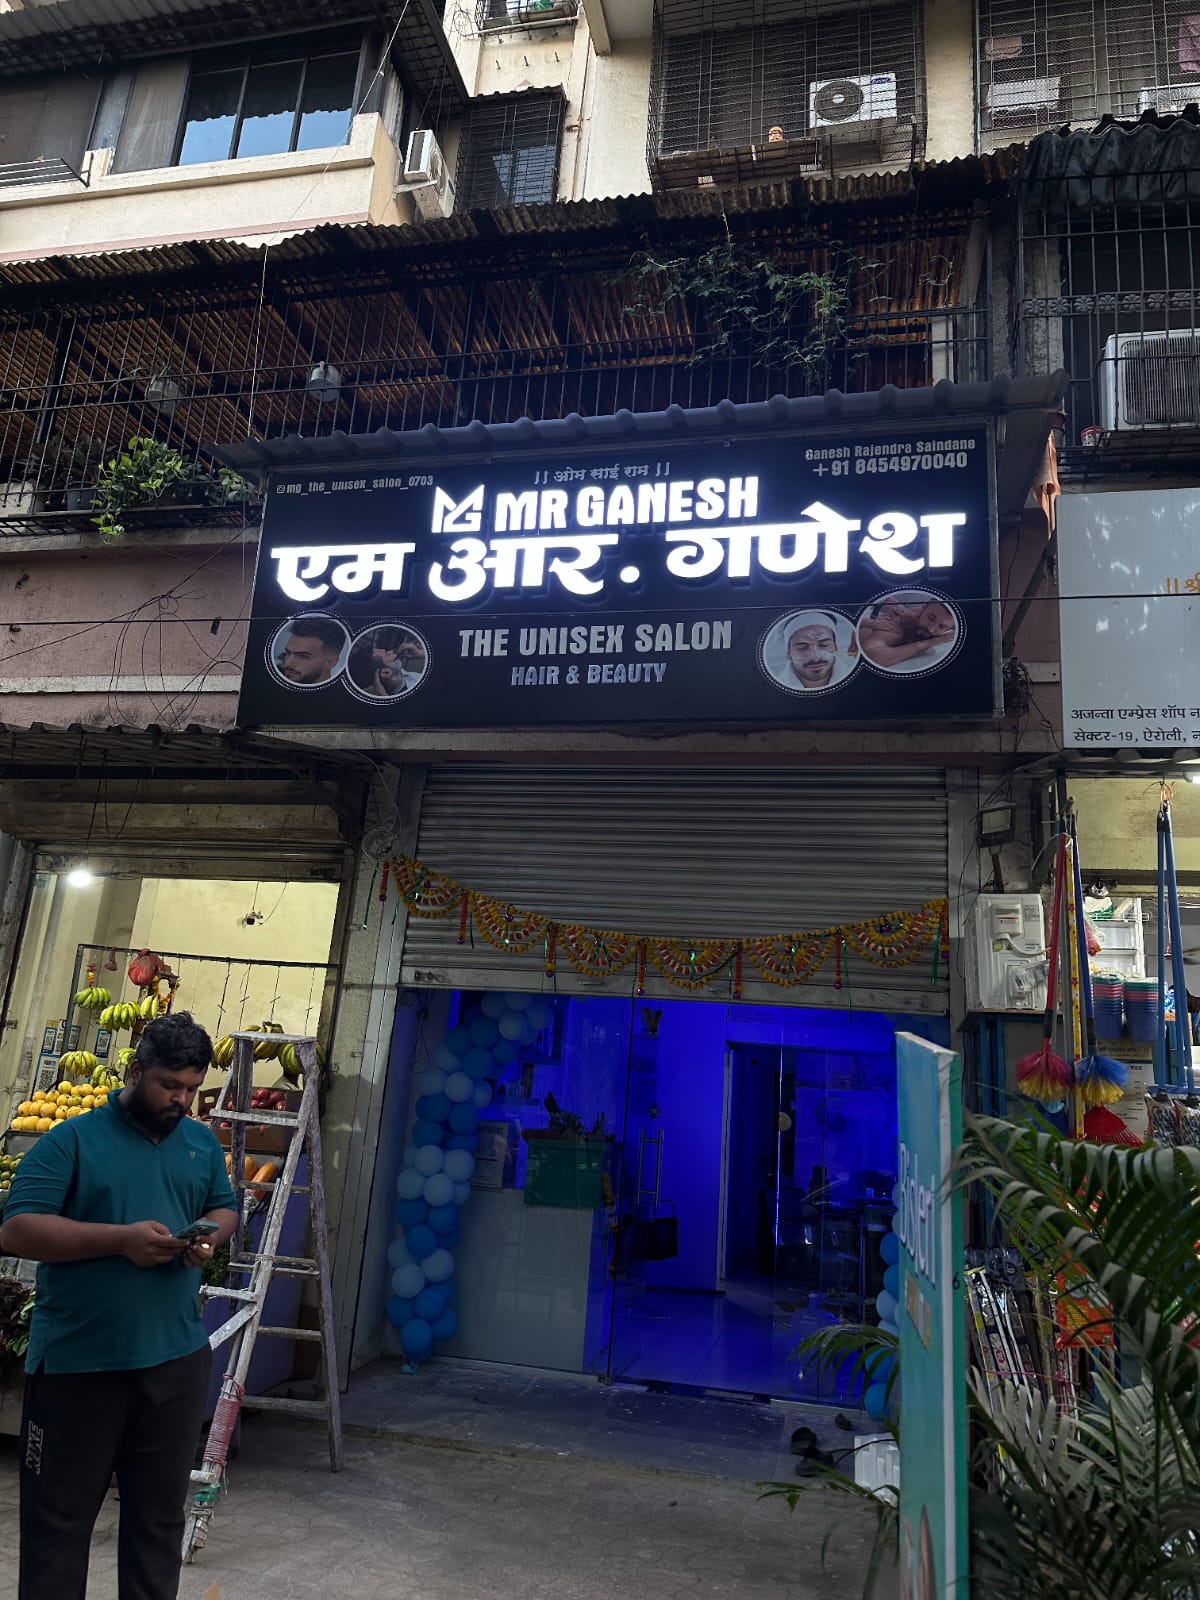 || ओम साई राम ||
Ganesh Rajendra Saindane
+91 8454970040
mg_the_unisex_salon_0703
MG MR GANESH
एम आर. गणेश
THE UNISEX SALON
HAIR & BEAUTY
|| श्री
अजन्ता एम्प्रेस शॉप न
सेक्टर-19, ऐरोली, न